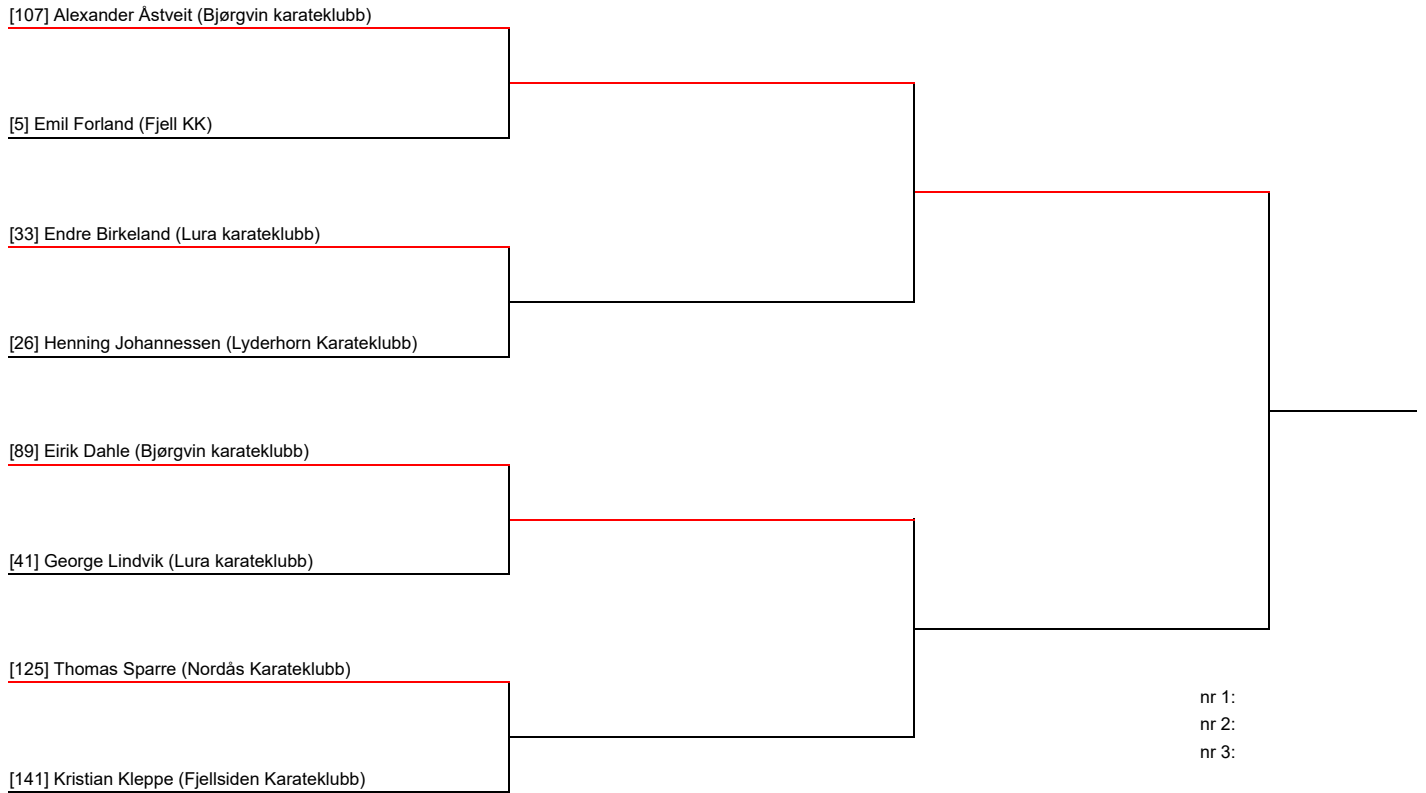 [107] Alexander Åstveit (Bjørgvin karateklubb)
[5] Emil Forland (Fjell KK)
[33] Endre Birkeland (Lura karateklubb)
[26] Henning Johannessen (Lyderhorn Karateklubb)
[89] Eirik Dahle (Bjørgvin karateklubb)
[41] George Lindvik (Lura karateklubb)
[125] Thomas Sparre (Nordås Karateklubb)
[141] Kristian Kleppe (Fjellsiden Karateklubb)
nr 1:
nr 2:
nr 3: